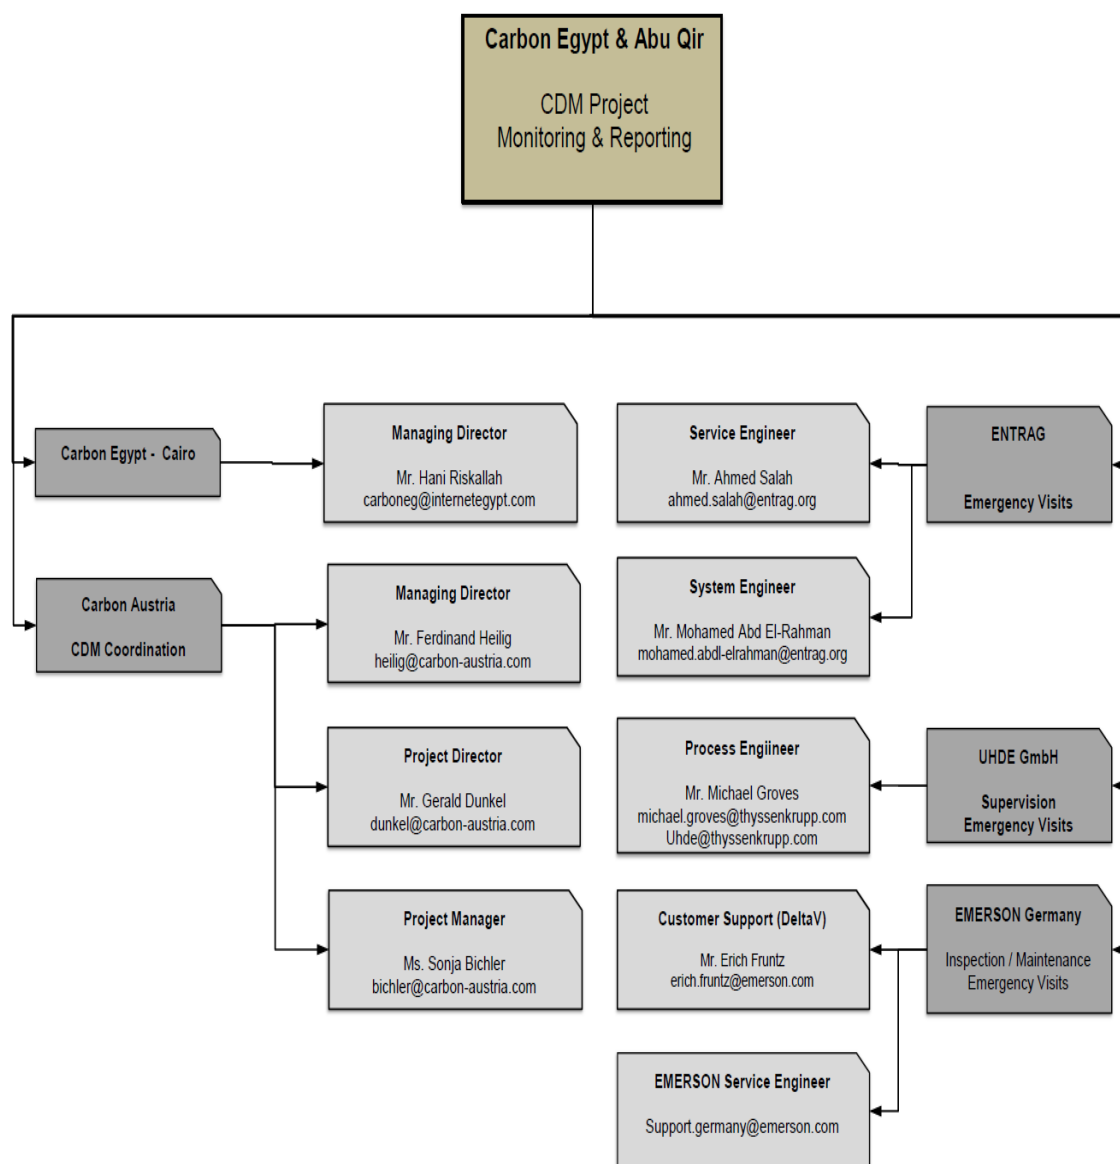 Carbon Egypt & Abu Qir
CDM Project
Monitoring & Reporting
Carbon Egypt - Cairo
Managing Director
Mr. Hani Riskallah
carboneg@internetegypt.com
Service Engineer
Mr. Ahmed Salah
ahmed.salah@entrag.org
ENTRAG
Emergency Visits
Carbon Austria
CDM Coordination
Managing Director
Mr. Ferdinand Heilig
heilig@carbon-austria.com
System Engineer
Mr. Mohamed Abd El-Rahman
mohamed.abdl-elrahman@entrag.org
Project Director
Mr. Gerald Dunkel
dunkel@carbon-austria.com
Process Engiineer
Mr. Michael Groves
michael.groves@thyssenkrupp.com
Uhde@thyssenkrupp.com
UHDE GmbH
Supervision
Emergency Visits
Project Manager
Ms. Sonja Bichler
bichler@carbon-austria.com
Customer Support (DeltaV)
Mr. Erich Fruntz
erich.fruntz@emerson.com
EMERSON Germany
Inspection / Maintenance
Emergency Visits
EMERSON Service Engineer
Support.germany@emerson.com